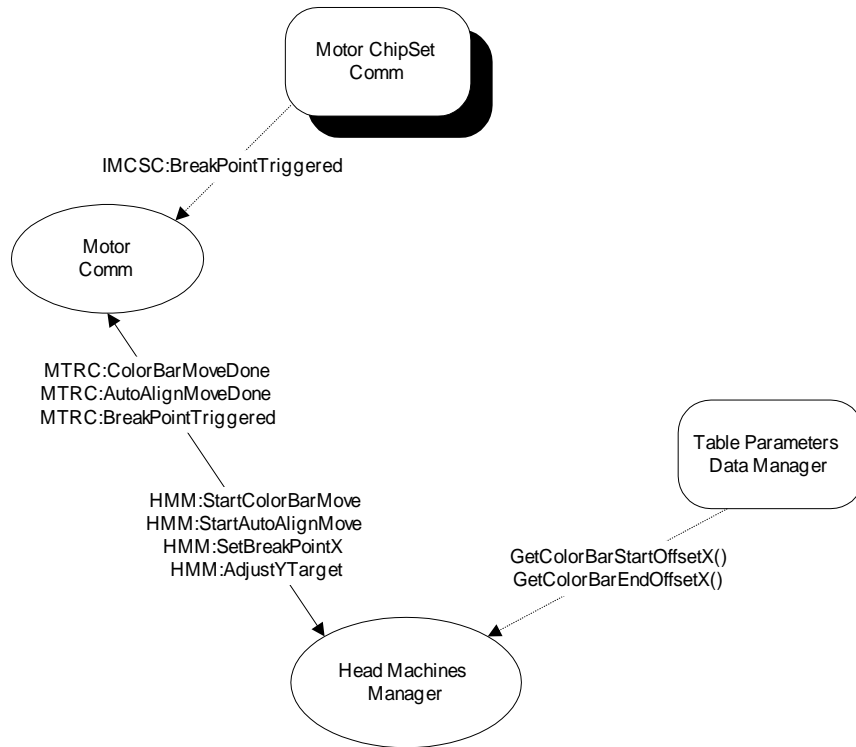 Motor ChipSet
Comm
IMCSC:BreakPointTriggered
Motor
Comm
MTRC:ColorBarMoveDone
MTRC:AutoAlignMoveDone
MTRC:BreakPointTriggered
Table Parameters
Data Manager
HMM:StartColorBarMove
HMM:StartAutoAlignMove
HMM:SetBreakPointX
HMM:AdjustYTarget
GetColorBarStartOffsetX()
GetColorBarEndOffsetX()
Head Machines
Manager